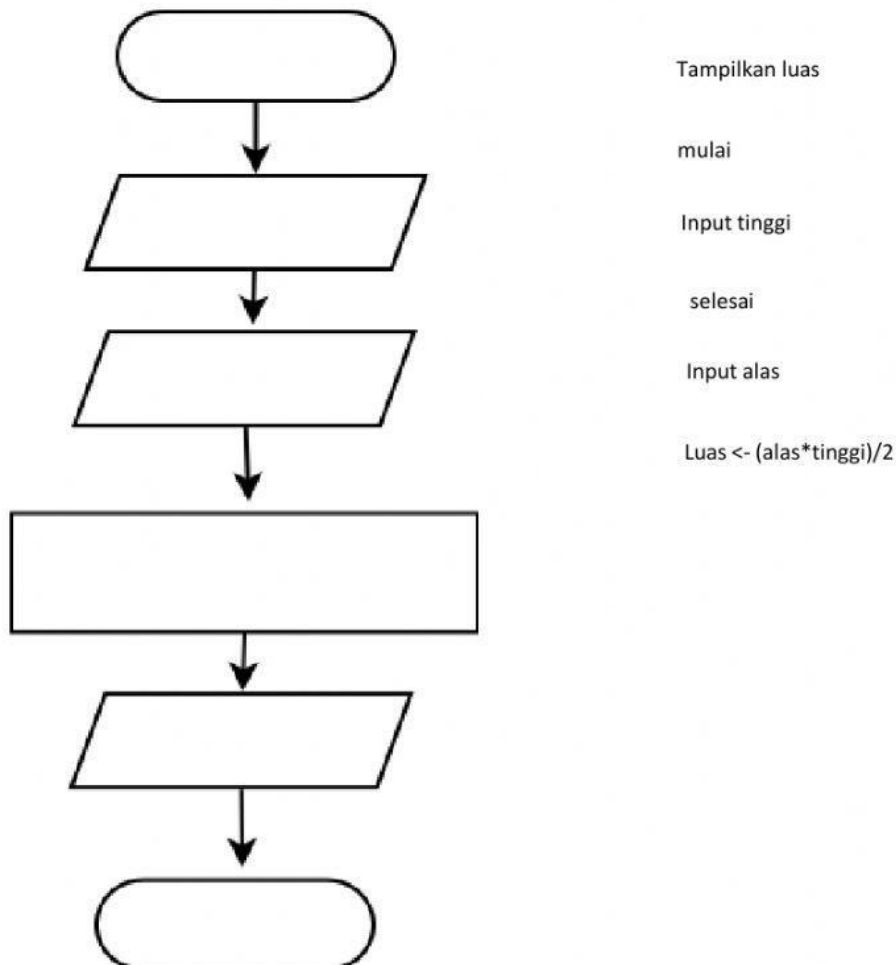 Tampilkan luas
mulai
Input tinggi
selesai
Input alas
Luas <- (alas*tinggi)/2